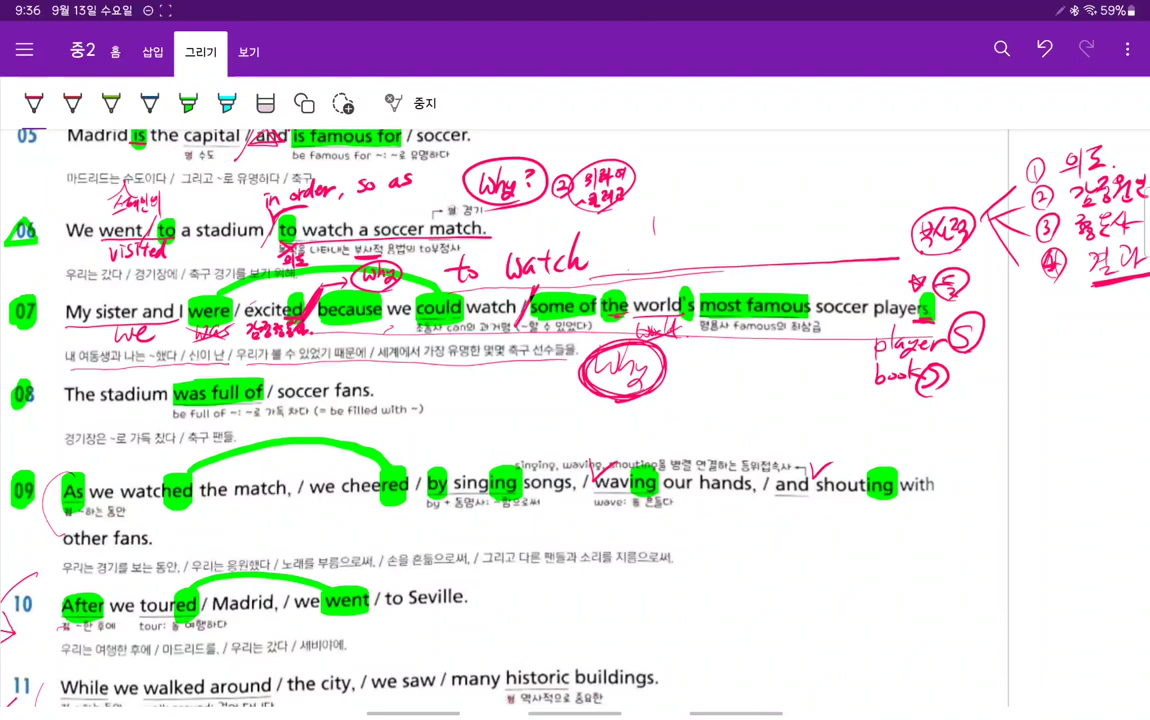 9:36 9월 13일 수요일 59%
중2 홈 삽입 그리기 보기
중지
05 Madrid is the capital / and is famous for / soccer.
명 수도 be famous for ~: ~로 유명하다
마드리드는 수도이다 / 그리고 ~로 유명하다 / 축구
in order, so as
Why? ② 위하여
① 의도
② 감정원인
③ 형용사
④ 결과
부사적
명 경기
06 We went / to a stadium / to watch a soccer match.
visited
의도
나타내는 부사적 용법의 to부정사
우리는 갔다 / 경기장에 / 축구 경기를 보기 위해.
Why
to watch
07 My sister and I were / excited / because we could watch / some of the world's most famous soccer players.
we was
조동사 can의 과거형(~할 수 있었다)
world
형용사 famous의 최상급
player S
book S
내 여동생과 나는 ~했다 / 신이 난 / 우리가 볼 수 있었기 때문에 / 세계에서 가장 유명한 몇몇 축구 선수들을.
Why
08 The stadium was full of / soccer fans.
be full of ~: ~로 가득 차다 (= be filled with ~)
경기장은 ~로 가득 찼다 / 축구 팬들.
singing, waving, shouting을 병렬 연결하는 등위접속사
09 As we watched the match, / we cheered / by singing songs, / waving our hands, / and shouting with
접 ~하는 동안 by + 동명사: ~함으로써 wave: 동 흔들다
other fans.
우리는 경기를 보는 동안, / 우리는 응원했다 / 노래를 부름으로써, / 손을 흔듦으로써, / 그리고 다른 팬들과 소리를 지름으로써.
10 After we toured / Madrid, / we went / to Seville.
접 ~한 후에 tour: 동 여행하다
우리는 여행한 후에 / 마드리드를, / 우리는 갔다 / 세비야에.
11 While we walked around / the city, / we saw / many historic buildings.
형 역사적으로 중요한